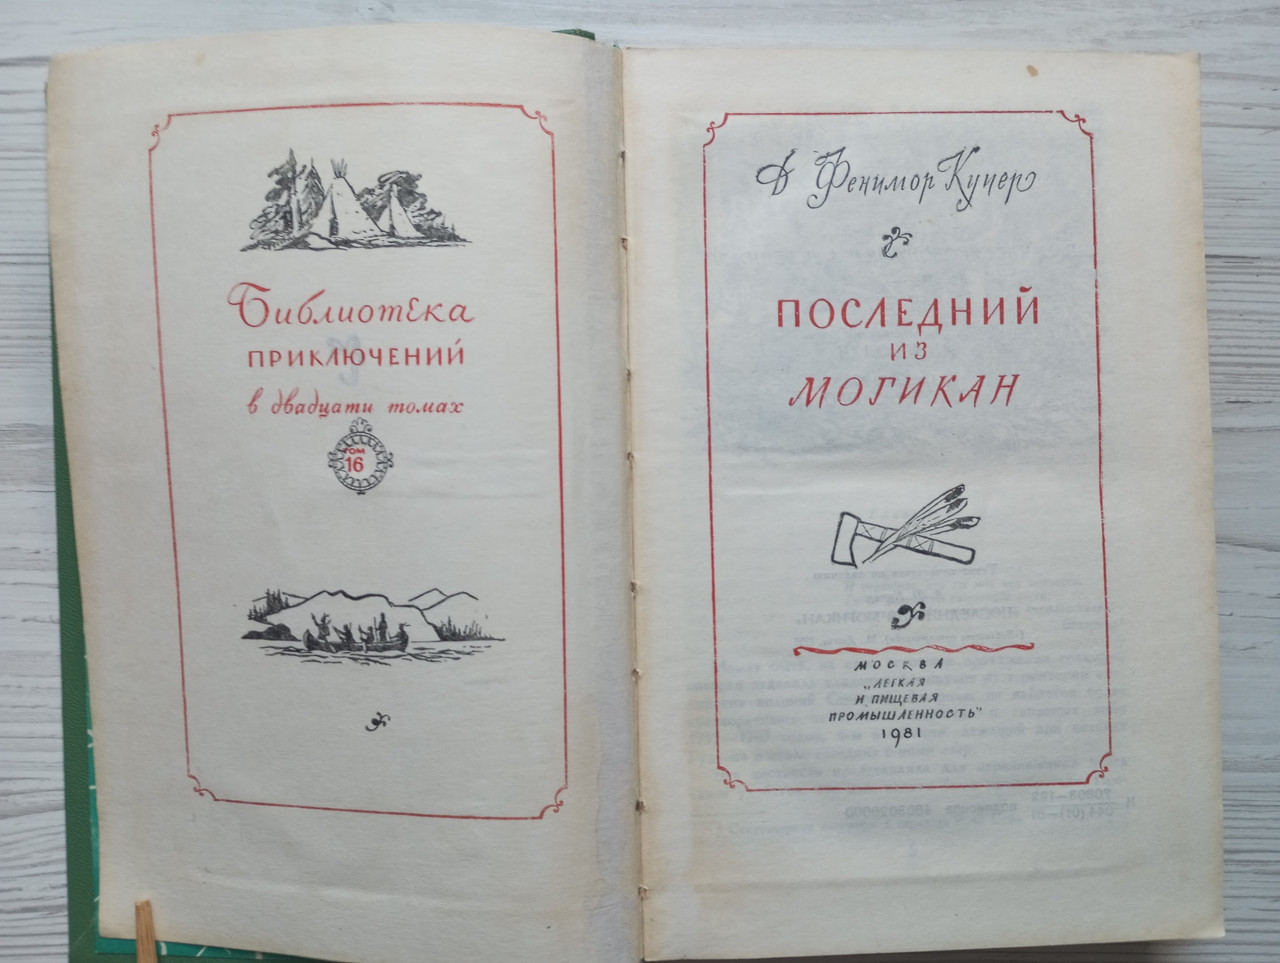 Библиотека
ПРИКЛЮЧЕНИЙ
в двадцати томах
ТОМ
16
Д Фенимор Купер
ПОСЛЕДНИЙ
ИЗ
МОГИКАН
МОСКВА
„ЛЕГКАЯ
И ПИЩЕВАЯ
ПРОМЫШЛЕННОСТЬ"
1981